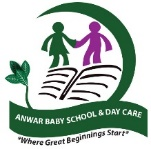 ANWAR BABY SCHOOL & DAY CARE
"Where Great Beginnings Start"